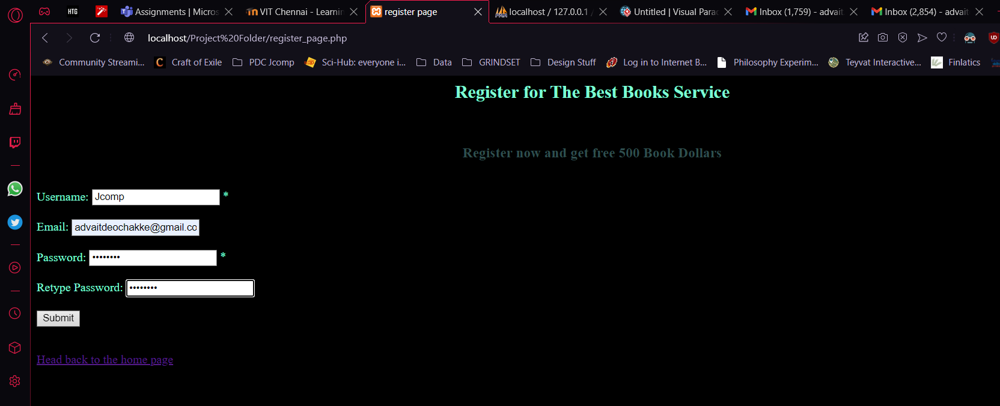 HTG Assignments | Micros VIT Chennai - Learnin register page localhost / 127.0.0.1 / Untitled | Visual Parad Inbox (1,759) - advait Inbox (2,854) - advait
localhost/Project%20Folder/register_page.php
Community Streami... C Craft of Exile PDC Jcomp Sci-Hub: everyone i... Data GRINDSET Design Stuff Log in to Internet B... Philosophy Experim... Teyvat Interactive... Finlatics
Register for The Best Books Service
Register now and get free 500 Book Dollars
Username: Jcomp *
Email: advaitdeochakke@gmail.co
Password: •••••••• *
Retype Password: ••••••••
Submit
Head back to the home page